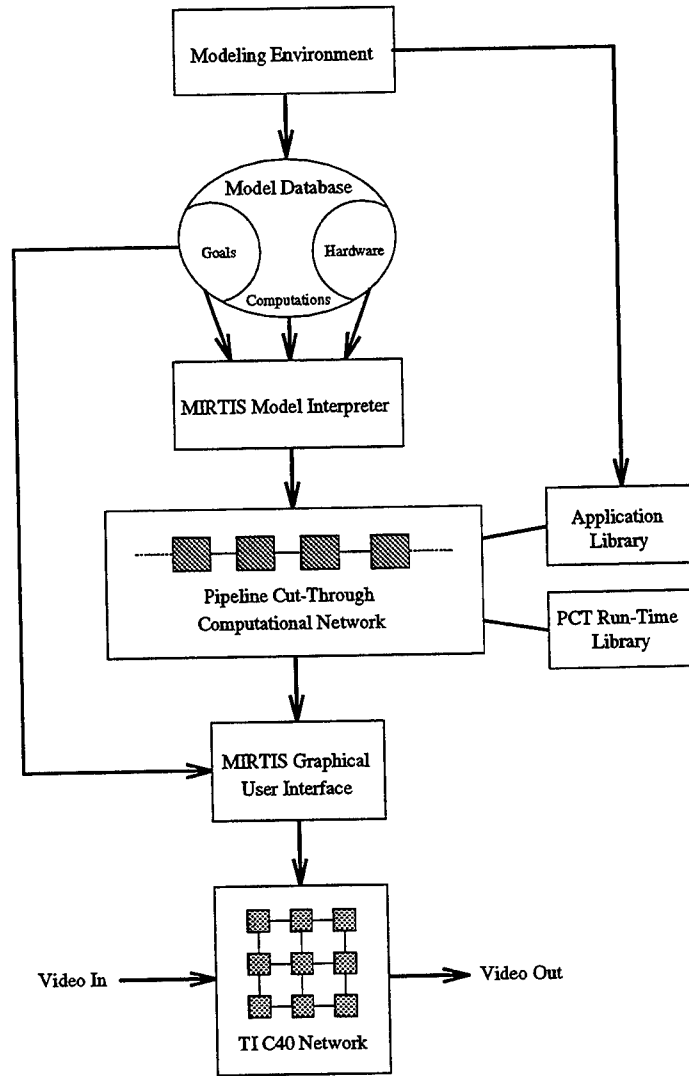 Modeling Environment
Model Database
Goals
Hardware
Computations
MIRTIS Model Interpreter
Application
Library
Pipeline Cut-Through
Computational Network
PCT Run-Time
Library
MIRTIS Graphical
User Interface
Video In
Video Out
TI C40 Network